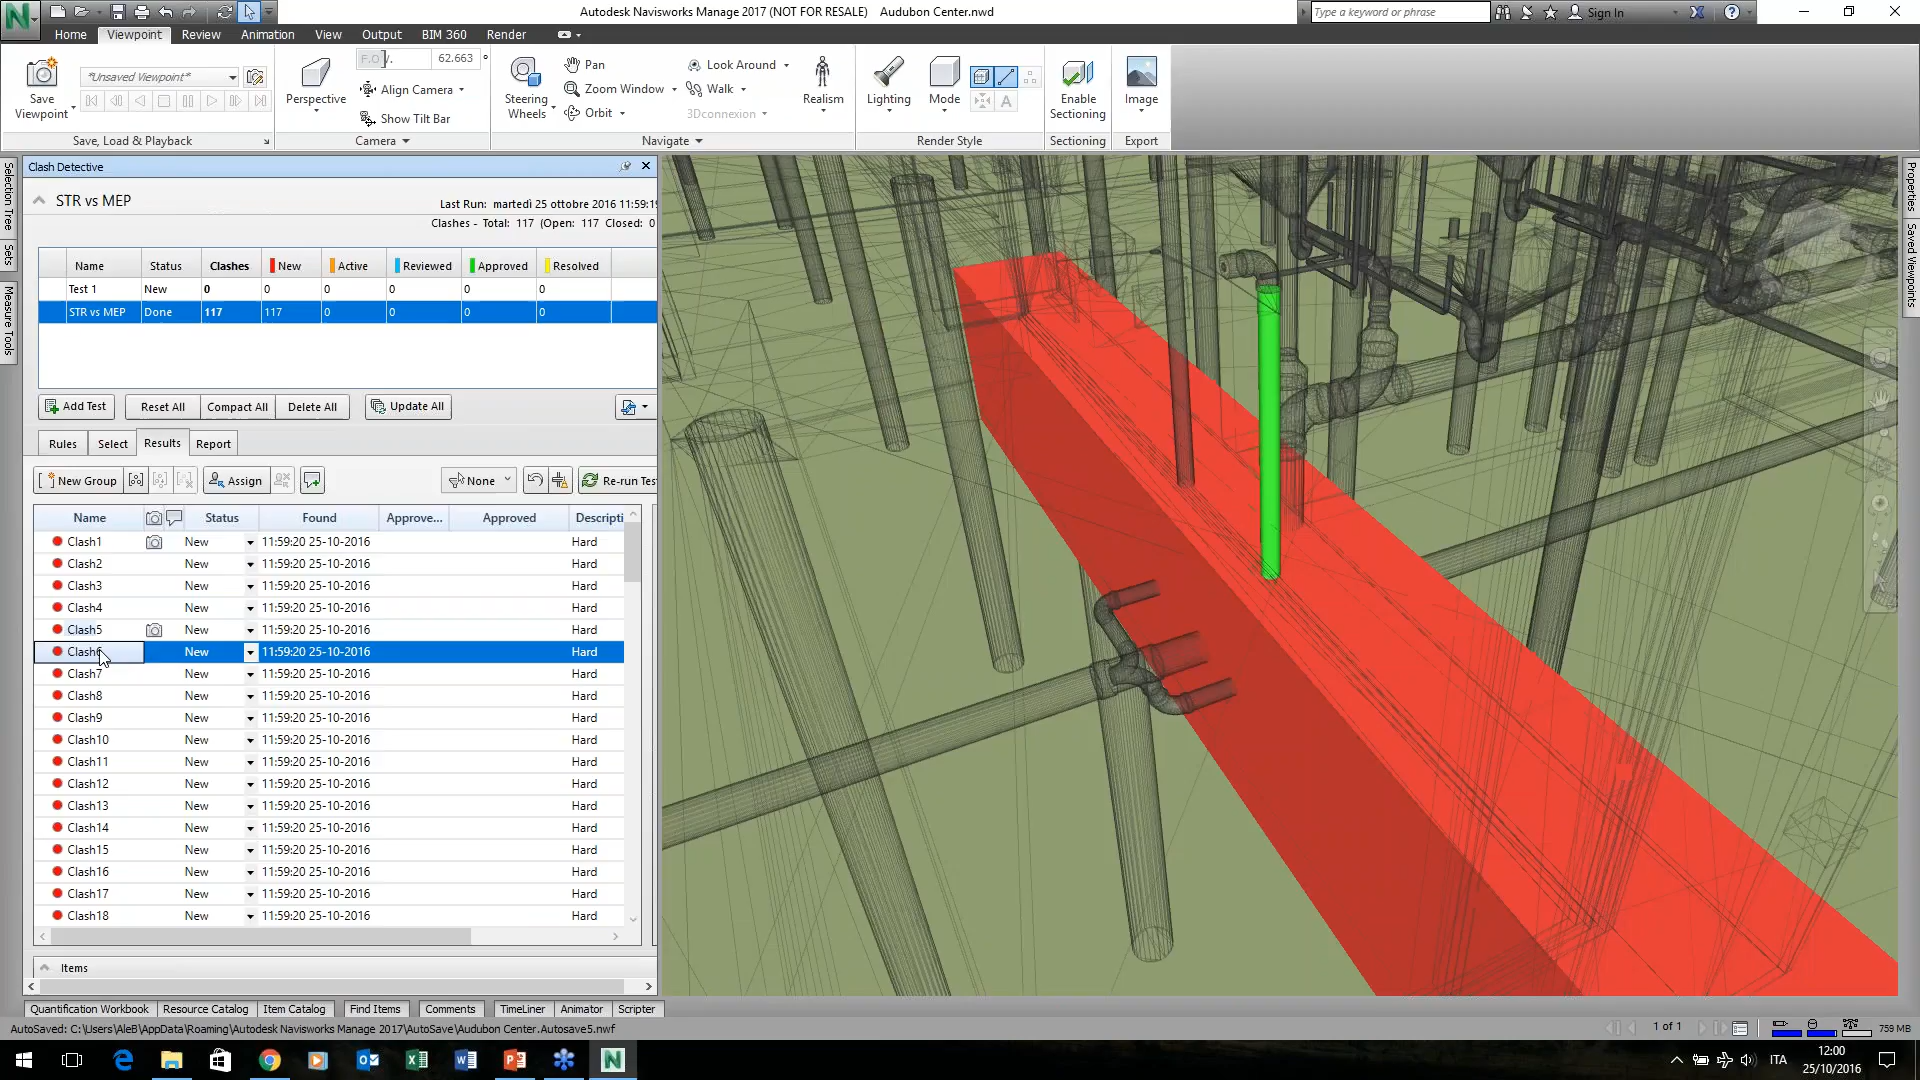 Autodesk Navisworks Manage 2017 (NOT FOR RESALE) Audubon Center.nwd
Type a keyword or phrase
Sign In
Home Viewpoint Review Animation View Output BIM 360 Render
*Unsaved Viewpoint*
Save Viewpoint
Perspective
62.663 °
Align Camera
Show Tilt Bar
Steering Wheels
Pan
Zoom Window
Orbit
Look Around
Walk
3Dconnexion
Realism
Lighting
Mode
Enable Sectioning
Image
Save, Load & Playback
Camera
Navigate
Render Style
Sectioning
Export
Selection Tree
Sets
Measure Tools
Properties
Saved Viewpoints
Clash Detective
STR vs MEP
Last Run: martedì 25 ottobre 2016 11:59:19
Clashes - Total: 117 (Open: 117 Closed: 0
Name Status Clashes New Active Reviewed Approved Resolved
Test 1 New 0 0 0 0 0 0
STR vs MEP Done 117 117 0 0 0 0
Add Test Reset All Compact All Delete All Update All
Rules Select Results Report
New Group Assign None Re-run Tes
Name Status Found Approve... Approved Descripti
Clash1 New 11:59:20 25-10-2016 Hard
Clash2 New 11:59:20 25-10-2016 Hard
Clash3 New 11:59:20 25-10-2016 Hard
Clash4 New 11:59:20 25-10-2016 Hard
Clash5 New 11:59:20 25-10-2016 Hard
Clash6 New 11:59:20 25-10-2016 Hard
Clash7 New 11:59:20 25-10-2016 Hard
Clash8 New 11:59:20 25-10-2016 Hard
Clash9 New 11:59:20 25-10-2016 Hard
Clash10 New 11:59:20 25-10-2016 Hard
Clash11 New 11:59:20 25-10-2016 Hard
Clash12 New 11:59:20 25-10-2016 Hard
Clash13 New 11:59:20 25-10-2016 Hard
Clash14 New 11:59:20 25-10-2016 Hard
Clash15 New 11:59:20 25-10-2016 Hard
Clash16 New 11:59:20 25-10-2016 Hard
Clash17 New 11:59:20 25-10-2016 Hard
Clash18 New 11:59:20 25-10-2016 Hard
Items
Quantification Workbook Resource Catalog Item Catalog Find Items Comments TimeLiner Animator Scripter
AutoSaved: C:\Users\AleB\AppData\Roaming\Autodesk Navisworks Manage 2017\AutoSave\Audubon Center.Autosave5.nwf
1 of 1
759 MB
ITA
12:00
25/10/2016